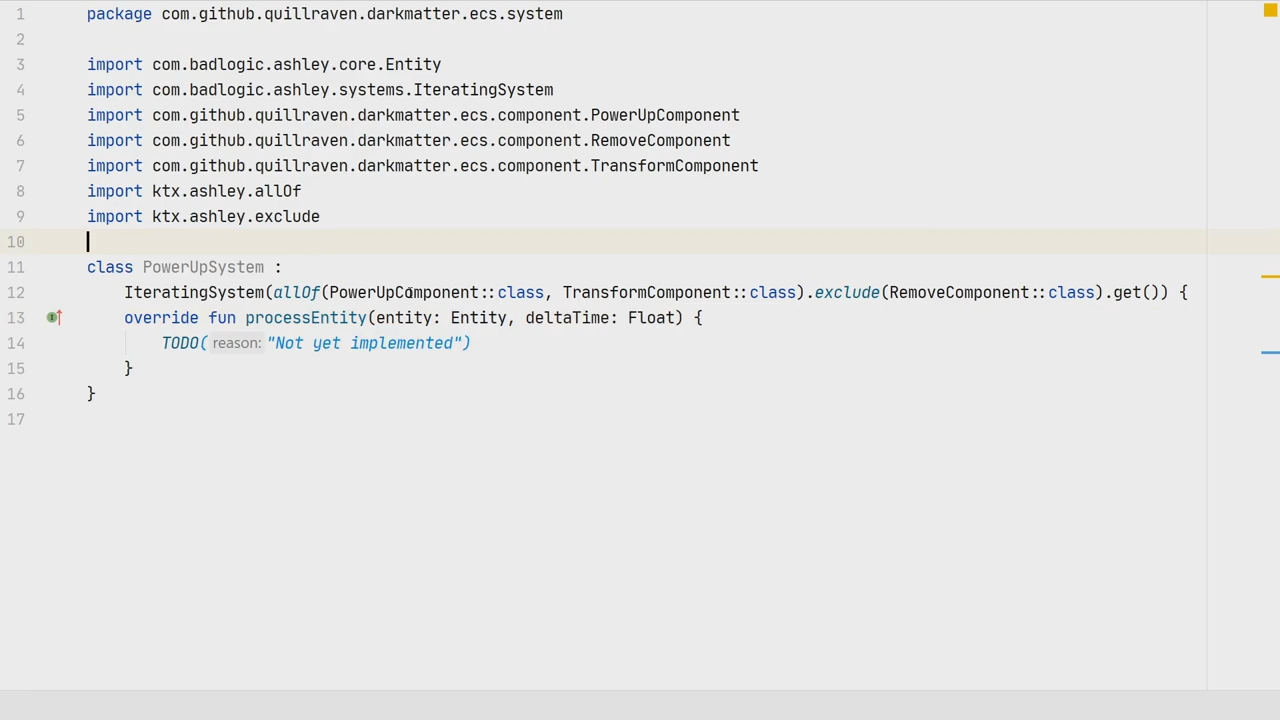 1 package com.github.quillraven.darkmatter.ecs.system
2
3 import com.badlogic.ashley.core.Entity
4 import com.badlogic.ashley.systems.IteratingSystem
5 import com.github.quillraven.darkmatter.ecs.component.PowerUpComponent
6 import com.github.quillraven.darkmatter.ecs.component.RemoveComponent
7 import com.github.quillraven.darkmatter.ecs.component.TransformComponent
8 import ktx.ashley.allOf
9 import ktx.ashley.exclude
10
11 class PowerUpSystem :
12 IteratingSystem(allOf(PowerUpComponent::class, TransformComponent::class).exclude(RemoveComponent::class).get()) {
13 override fun processEntity(entity: Entity, deltaTime: Float) {
14 TODO( reason: "Not yet implemented")
15 }
16 }
17